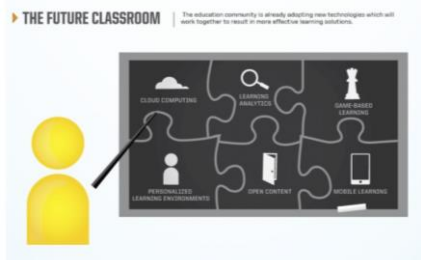 THE FUTURE CLASSROOM
The education community is already adopting new technologies which will
work together to result in more effective learning solutions.
CLOUD COMPUTING
LEARNING
ANALYTICS
GAME-BASED
LEARNING
PERSONALIZED
LEARNING ENVIRONMENTS
OPEN CONTENT
MOBILE LEARNING